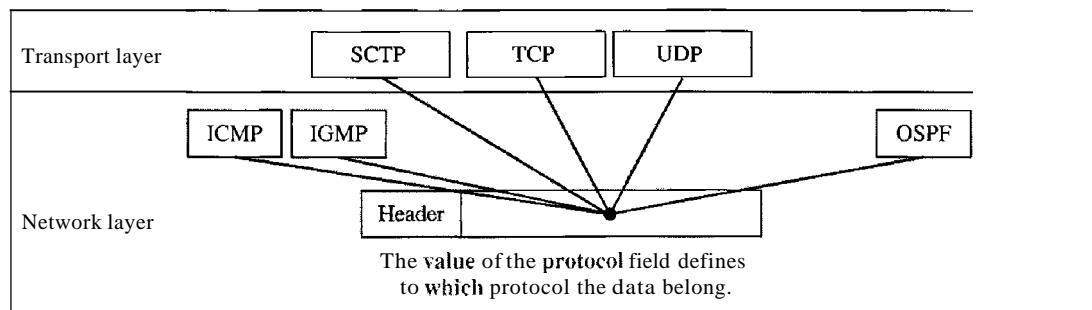 Transport layer
SCTP
TCP
UDP
ICMP
IGMP
OSPF
Network layer
Header
The value of the protocol field defines
to which protocol the data belong.